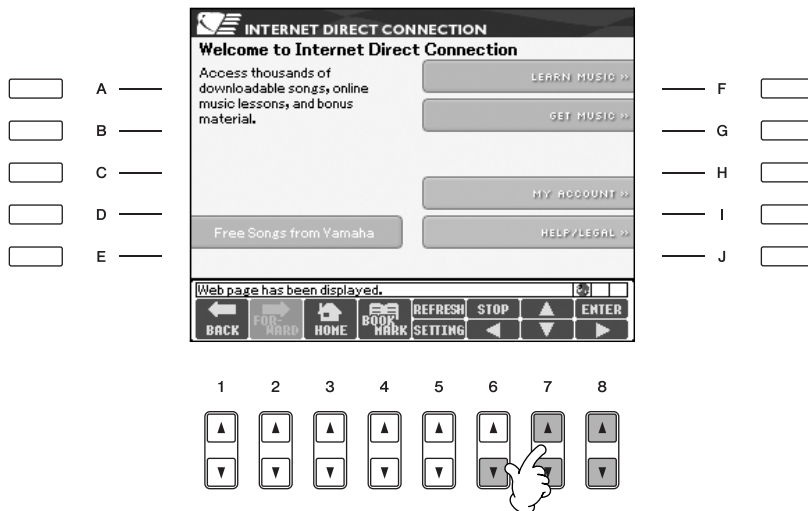 INTERNET DIRECT CONNECTION
Welcome to Internet Direct Connection
Access thousands of
downloadable songs, online
music lessons, and bonus
material.
LEARN MUSIC »
GET MUSIC »
MY ACCOUNT »
Free Songs from Yamaha
HELP/LEGAL »
A
B
C
D
E
F
G
H
I
J
Web page has been displayed.
BACK
FOR-
WARD
HOME
BOOK
MARK
REFRESH
SETTING
STOP
ENTER
1 2 3 4 5 6 7 8